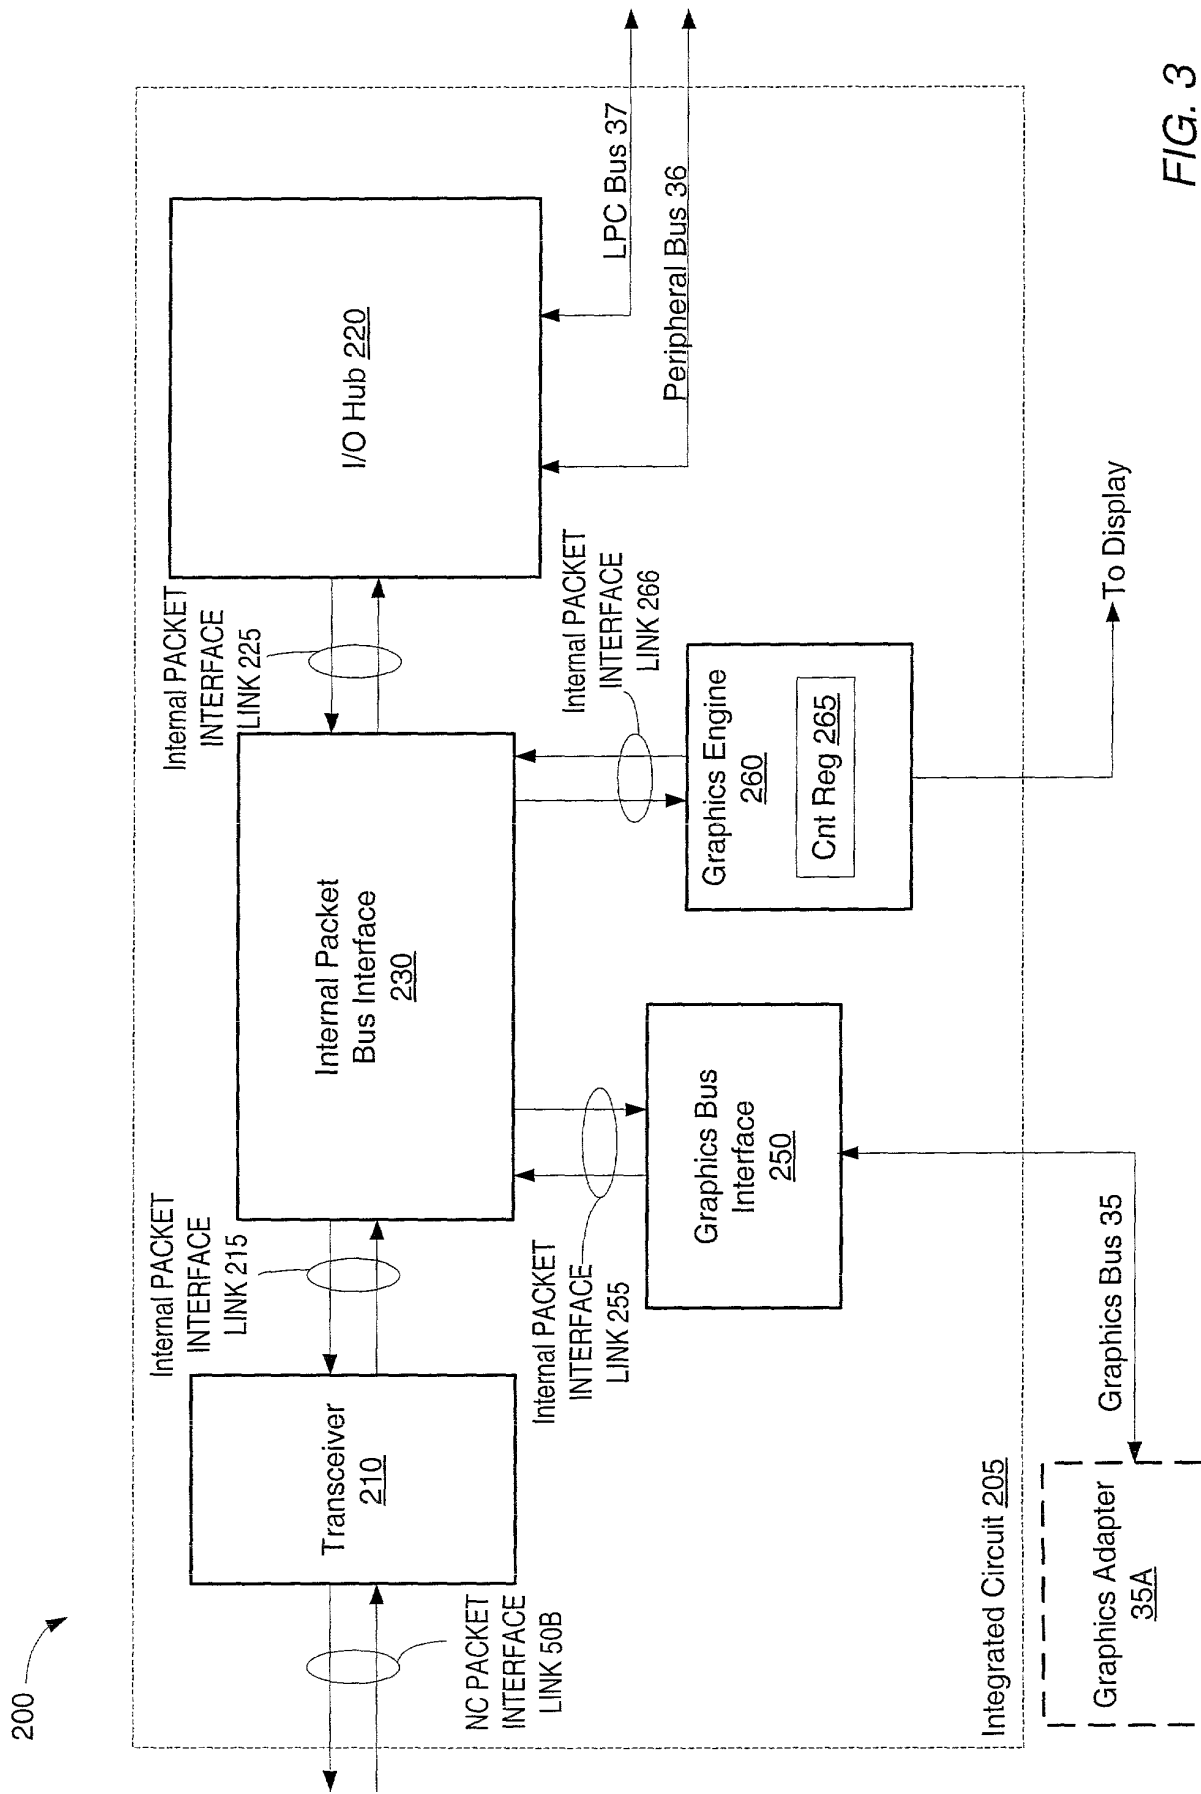 200
NC PACKET
INTERFACE
LINK 50B
Transceiver
210
Internal PACKET
INTERFACE
LINK 215
Internal Packet
Bus Interface
230
Internal PACKET
INTERFACE
LINK 225
I/O Hub 220
Internal PACKET
INTERFACE
LINK 255
Graphics Bus
Interface
250
Internal PACKET
INTERFACE
LINK 266
Graphics Engine
260
Cnt Reg 265
LPC Bus 37
Peripheral Bus 36
Integrated Circuit 205
Graphics Adapter
35A
Graphics Bus 35
To Display
FIG. 3